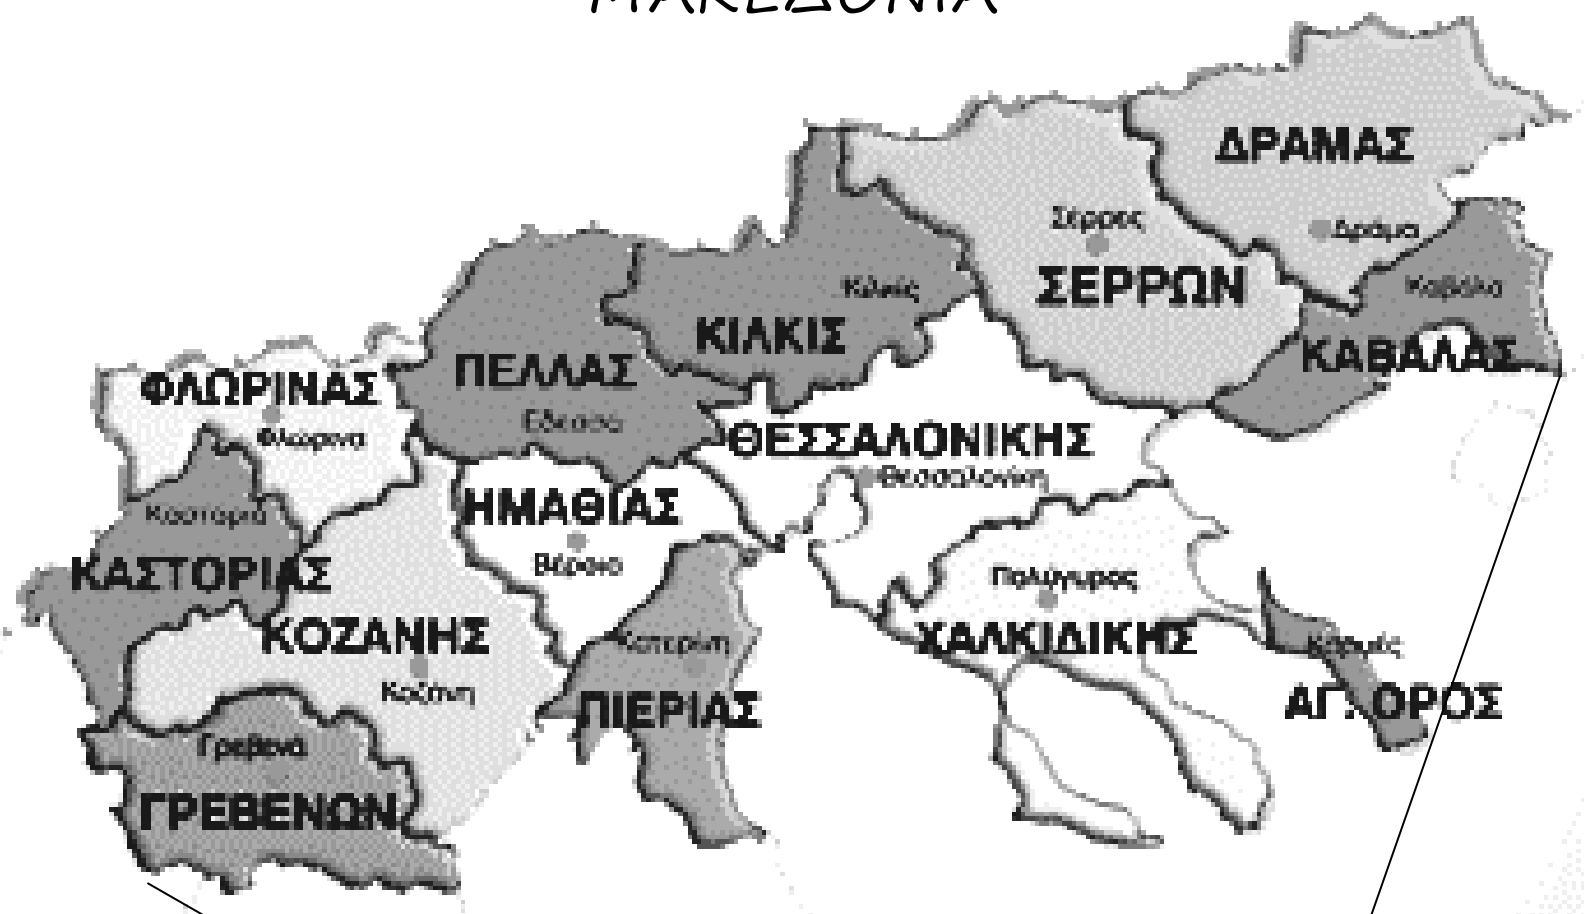 ΜΑΚΕΔΟΝΙΑ
ΔΡΑΜΑΣ
Σέρρες
Δράμα
ΣΕΡΡΩΝ
Κιλκίς
Καβάλα
ΚΙΛΚΙΣ
ΚΑΒΑΛΑΣ
ΠΕΛΛΑΣ
ΦΛΩΡΙΝΑΣ
Έδεσσα
Φλώρινα
ΘΕΣΣΑΛΟΝΙΚΗΣ
Θεσσαλονίκη
ΗΜΑΘΙΑΣ
Καστοριά
Βέροια
ΚΑΣΤΟΡΙΑΣ
Πολύγυρος
ΚΟΖΑΝΗΣ
Κατερίνη
ΧΑΛΚΙΔΙΚΗΣ
Καρυές
Κοζάνη
ΠΙΕΡΙΑΣ
ΑΓ. ΟΡΟΣ
Γρεβενά
ΓΡΕΒΕΝΩΝ